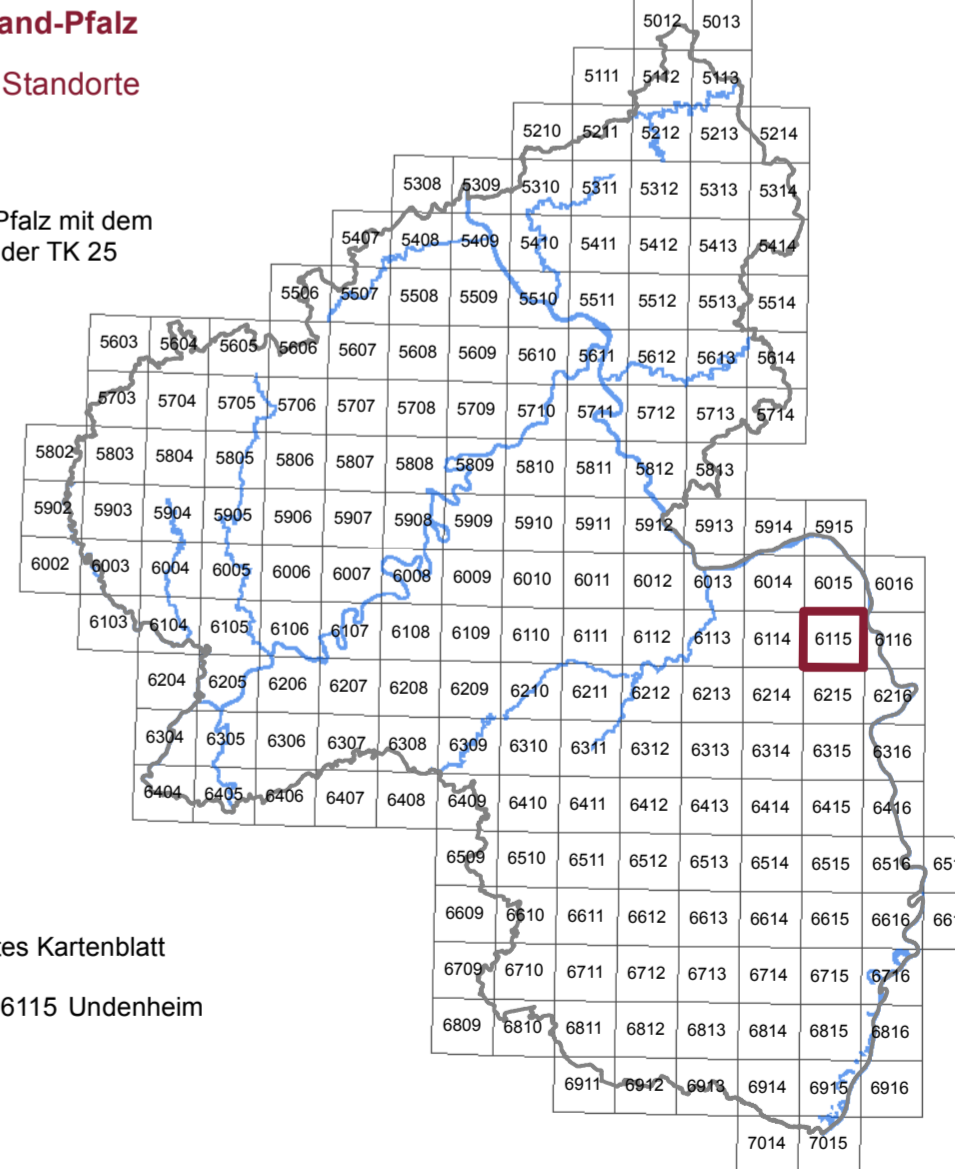 and-Pfalz
Standorte
Pfalz mit dem
der TK 25
5012 5013
5111 5112 5113
5210 5211 5212 5213 5214
5308 5309 5310 5311 5312 5313 5314
5407 5408 5409 5410 5411 5412 5413 5414
5506 5507 5508 5509 5510 5511 5512 5513 5514
5603 5604 5605 5606 5607 5608 5609 5610 5611 5612 5613 5614
5703 5704 5705 5706 5707 5708 5709 5710 5711 5712 5713 5714
5802 5803 5804 5805 5806 5807 5808 5809 5810 5811 5812 5813
5902 5903 5904 5905 5906 5907 5908 5909 5910 5911 5912 5913 5914 5915
6002 6003 6004 6005 6006 6007 6008 6009 6010 6011 6012 6013 6014 6015 6016
6103 6104 6105 6106 6107 6108 6109 6110 6111 6112 6113 6114 6115 6116
6204 6205 6206 6207 6208 6209 6210 6211 6212 6213 6214 6215 6216
6304 6305 6306 6307 6308 6309 6310 6311 6312 6313 6314 6315 6316
6404 6405 6406 6407 6408 6409 6410 6411 6412 6413 6414 6415 6416
6509 6510 6511 6512 6513 6514 6515 6516 651
6609 6610 6611 6612 6613 6614 6615 6616 661
tes Kartenblatt
6709 6710 6711 6712 6713 6714 6715 6716
6115 Undenheim
6809 6810 6811 6812 6813 6814 6815 6816
6911 6912 6913 6914 6915 6916
7014 7015